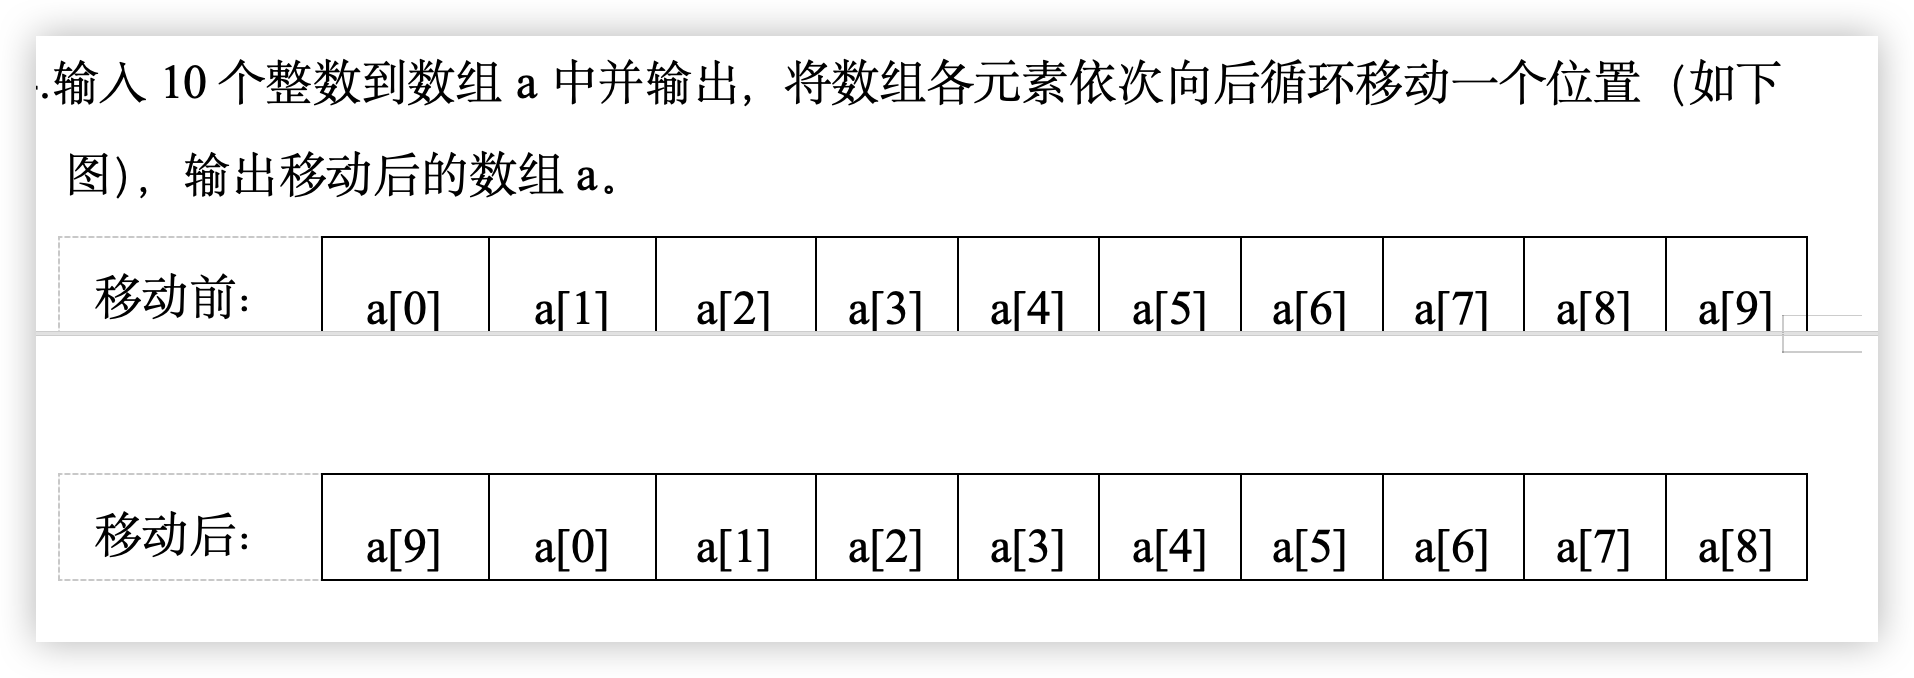 .输入 10 个整数到数组 a 中并输出，将数组各元素依次向后循环移动一个位置（如下
图），输出移动后的数组 a。
移动前： a[0] a[1] a[2] a[3] a[4] a[5] a[6] a[7] a[8] a[9]
移动后： a[9] a[0] a[1] a[2] a[3] a[4] a[5] a[6] a[7] a[8]